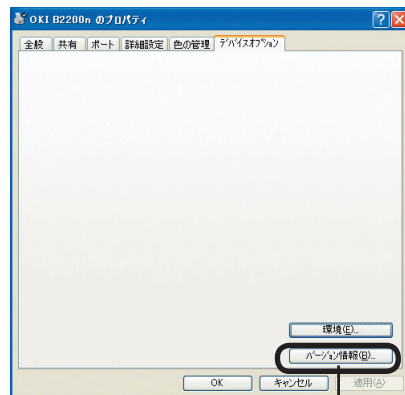 OKI B2200n のプロパティ
全般 共有 ポート 詳細設定 色の管理 ﾃﾞﾊﾞｲｽｵﾌﾟｼｮﾝ
環境(E)...
ﾊﾞｰｼﾞｮﾝ情報(B)...
OK キャンセル 適用(A)